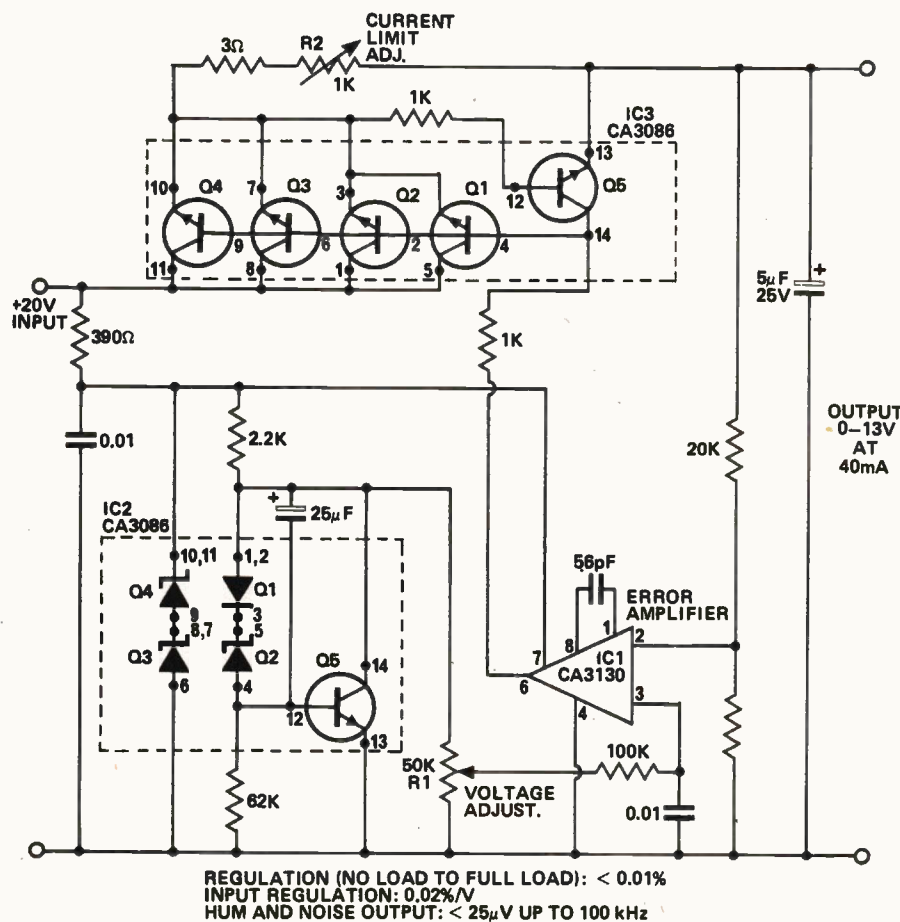 CURRENT
LIMIT
ADJ.
3Ω
R2
1K
1K
IC3
CA3086
13
10
Q4
7
Q3
3
Q2
Q1
12
Q5
9
6
2
4
14
11
8
1
5
+20V
INPUT
390Ω
1K
5µF
25V
+
0.01
2.2K
20K
OUTPUT
0–13V
AT
40mA
+
25µF
IC2
CA3086
10,11
1,2
Q4
Q1
9
3
8,7
5
Q3
Q2
Q5
14
6
4
12
13
56pF
ERROR
AMPLIFIER
1
8
2
7
IC1
CA3130
6
3
4
50K
R1
100K
VOLTAGE
ADJUST.
62K
0.01
REGULATION (NO LOAD TO FULL LOAD): < 0.01%
INPUT REGULATION: 0.02%/V
HUM AND NOISE OUTPUT: < 25µV UP TO 100 kHz